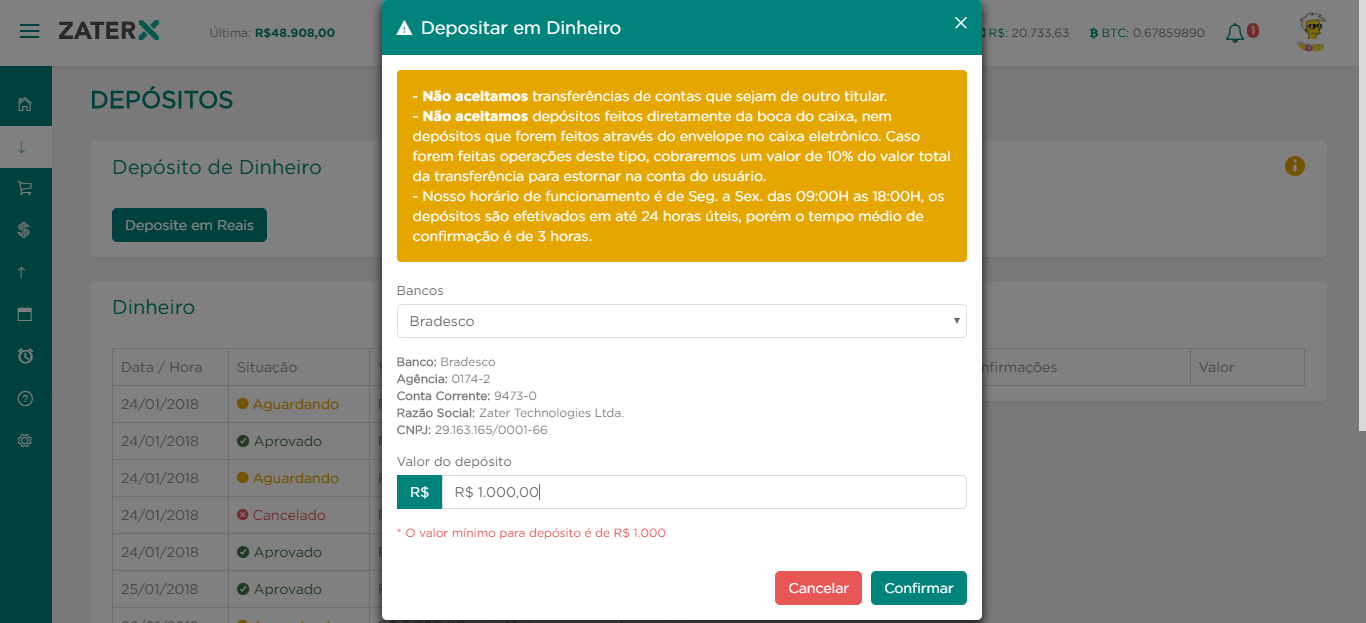 ZATERX
Última: R$48.908,00
R$: 20.733,63
BTC: 0,67859890
1
Depositar em Dinheiro
DEPÓSITOS
- Não aceitamos transferências de contas que sejam de outro titular.
- Não aceitamos depósitos feitos diretamente da boca do caixa, nem
depósitos que forem feitos através do envelope no caixa eletrônico. Caso
forem feitas operações deste tipo, cobraremos um valor de 10% do valor total
da transferência para estornar na conta do usuário.
- Nosso horário de funcionamento é de Seg. a Sex. das 09:00H as 18:00H, os
depósitos são efetivados em até 24 horas úteis, porém o tempo médio de
confirmação é de 3 horas.
Depósito de Dinheiro
Deposite em Reais
Bancos
Bradesco
Banco: Bradesco
Agência: 0174-2
Conta Corrente: 9473-0
Razão Social: Zater Technologies Ltda.
CNPJ: 29.163.165/0001-66
Valor do depósito
R$ R$ 1.000,00
* O valor mínimo para depósito é de R$ 1.000
Cancelar Confirmar
Dinheiro
Data / Hora Situação
nfirmações Valor
24/01/2018 Aguardando
24/01/2018 Aprovado
24/01/2018 Aguardando
24/01/2018 Cancelado
24/01/2018 Aprovado
25/01/2018 Aprovado